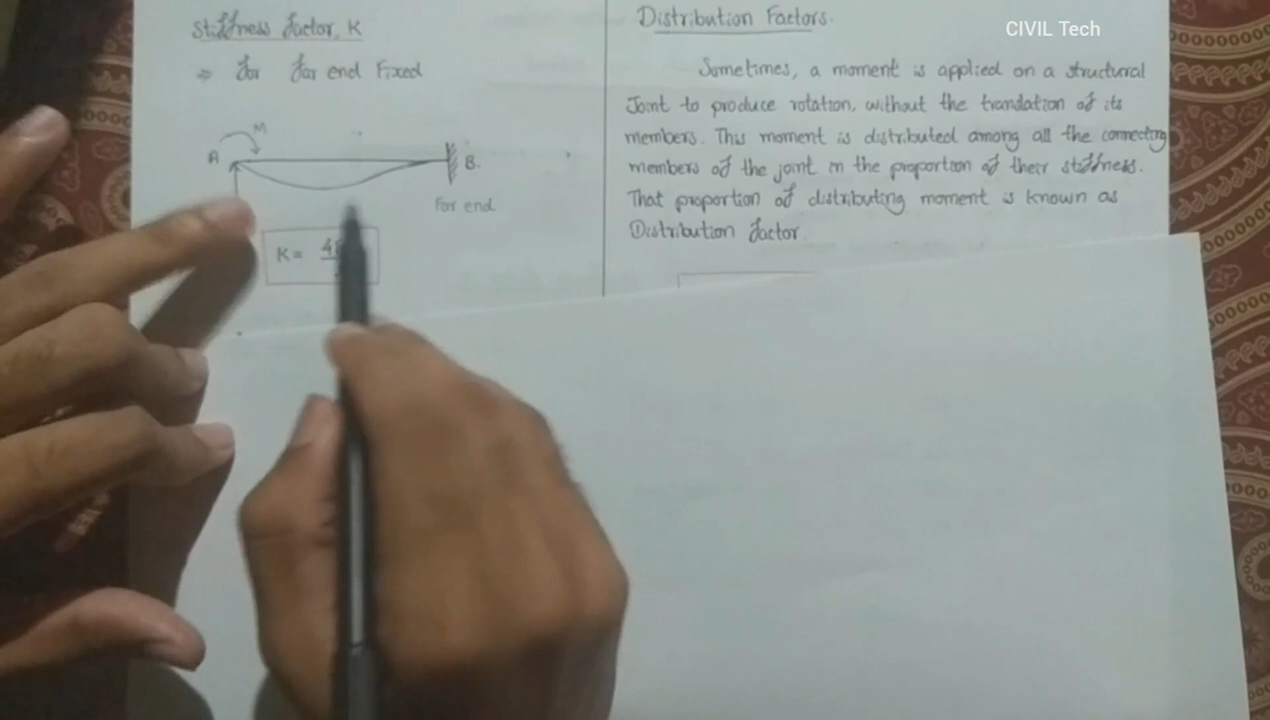 Stiffness factor, K
⇒ for far end Fixed
M
A
B.
Far end
K = 4
Distribution Factors.
Sometimes, a moment is applied on a structural
Joint to produce rotation, without the translation of its
members. This moment is distributed among all the connecting
members of the joint in the proportion of their stiffness.
That proportion of distributing moment is known as
Distribution factor.
CIVIL Tech